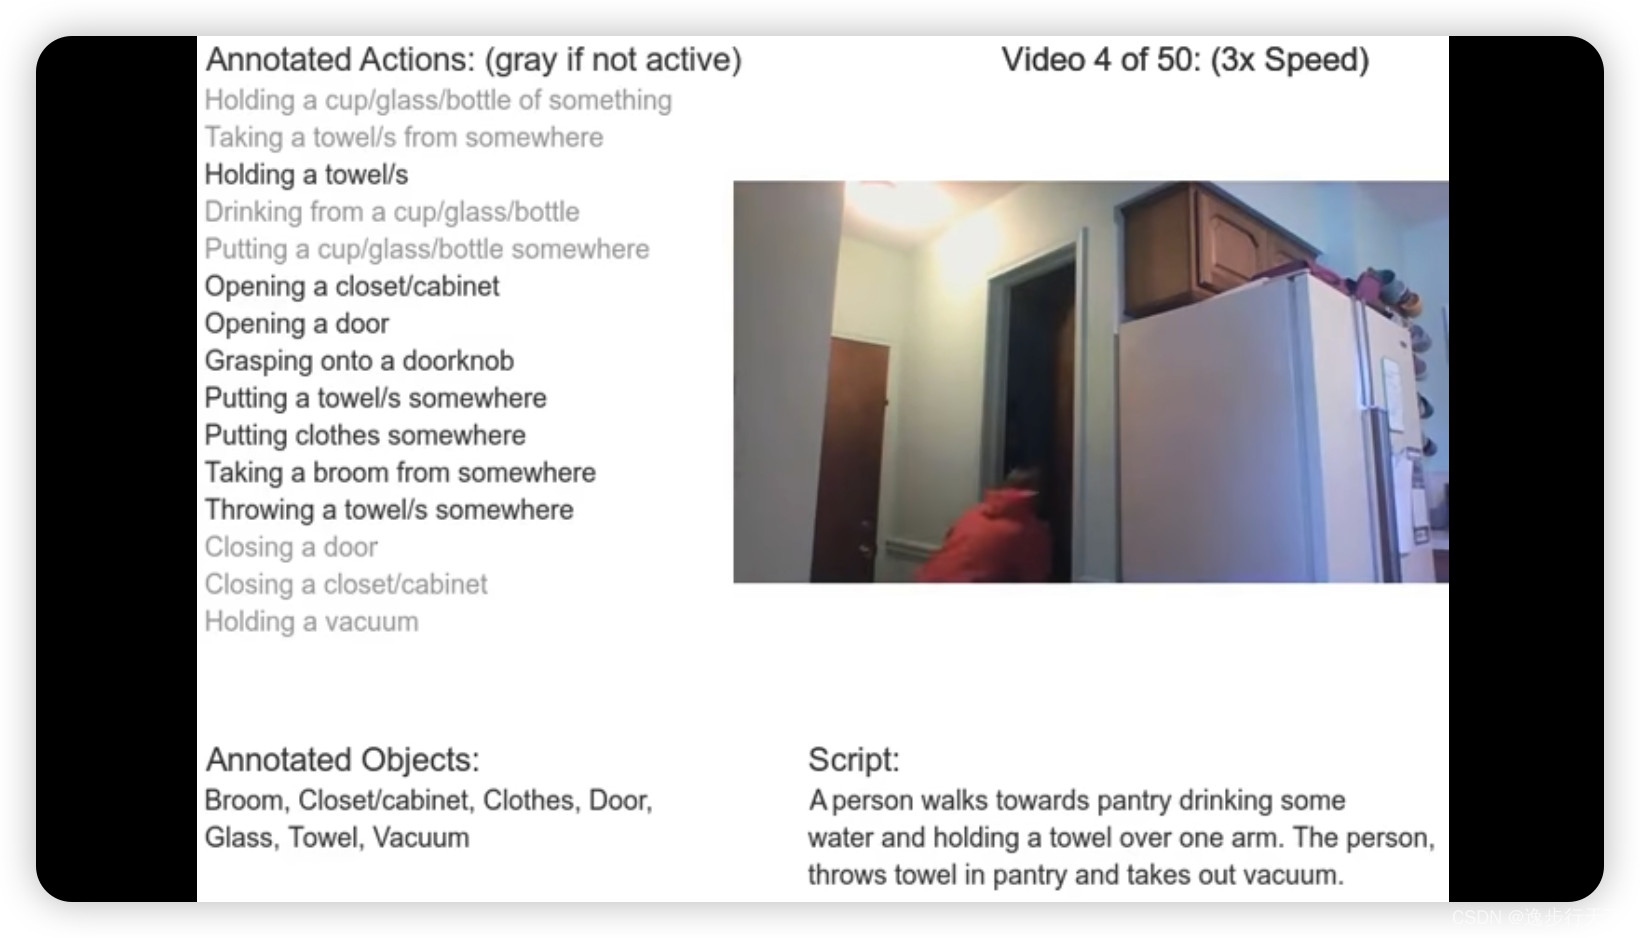 Annotated Actions: (gray if not active)
Video 4 of 50: (3x Speed)
Holding a cup/glass/bottle of something
Taking a towel/s from somewhere
Holding a towel/s
Drinking from a cup/glass/bottle
Putting a cup/glass/bottle somewhere
Opening a closet/cabinet
Opening a door
Grasping onto a doorknob
Putting a towel/s somewhere
Putting clothes somewhere
Taking a broom from somewhere
Throwing a towel/s somewhere
Closing a door
Closing a closet/cabinet
Holding a vacuum
Annotated Objects:
Broom, Closet/cabinet, Clothes, Door,
Glass, Towel, Vacuum
Script:
A person walks towards pantry drinking some
water and holding a towel over one arm. The person,
throws towel in pantry and takes out vacuum.
CSDN